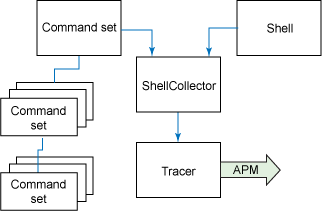 Command set
Shell
ShellCollector
Command
set
Tracer
APM
Command
set